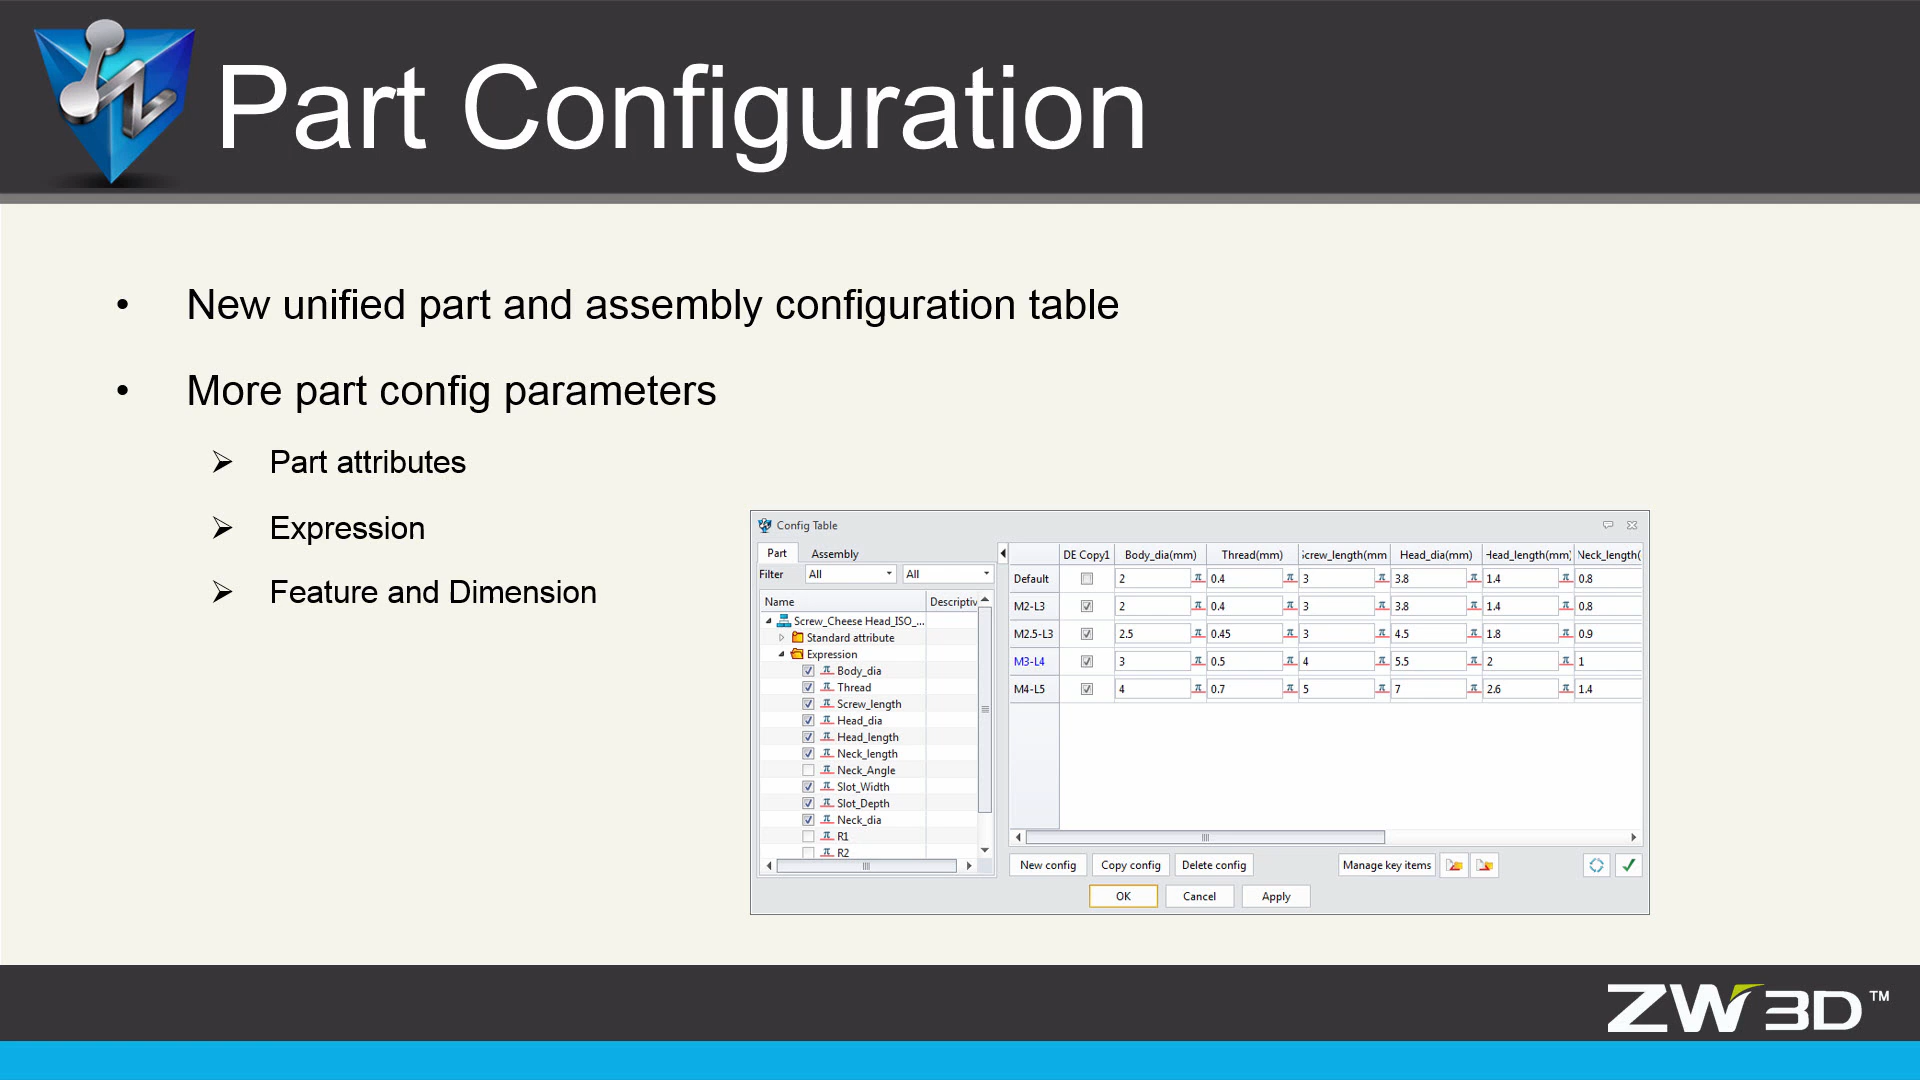 Part Configuration
• New unified part and assembly configuration table
• More part config parameters
➢ Part attributes
➢ Expression
➢ Feature and Dimension
Config Table
Part Assembly
Filter All All
Name Descriptiv
Screw_Cheese Head_ISO_...
Standard attribute
Expression
π Body_dia
π Thread
π Screw_length
π Head_dia
π Head_length
π Neck_length
π Neck_Angle
π Slot_Width
π Slot_Depth
π Neck_dia
π R1
π R2
DE Copy1 Body_dia(mm) Thread(mm) crew_length(mm Head_dia(mm) Head_length(mm) Neck_length(
Default 2 π 0.4 π 3 π 3.8 π 1.4 π 0.8
M2-L3 2 π 0.4 π 3 π 3.8 π 1.4 π 0.8
M2.5-L3 2.5 π 0.45 π 3 π 4.5 π 1.8 π 0.9
M3-L4 3 π 0.5 π 4 π 5.5 π 2 π 1
M4-L5 4 π 0.7 π 5 π 7 π 2.6 π 1.4
New config Copy config Delete config Manage key items
OK Cancel Apply
ZW3D™